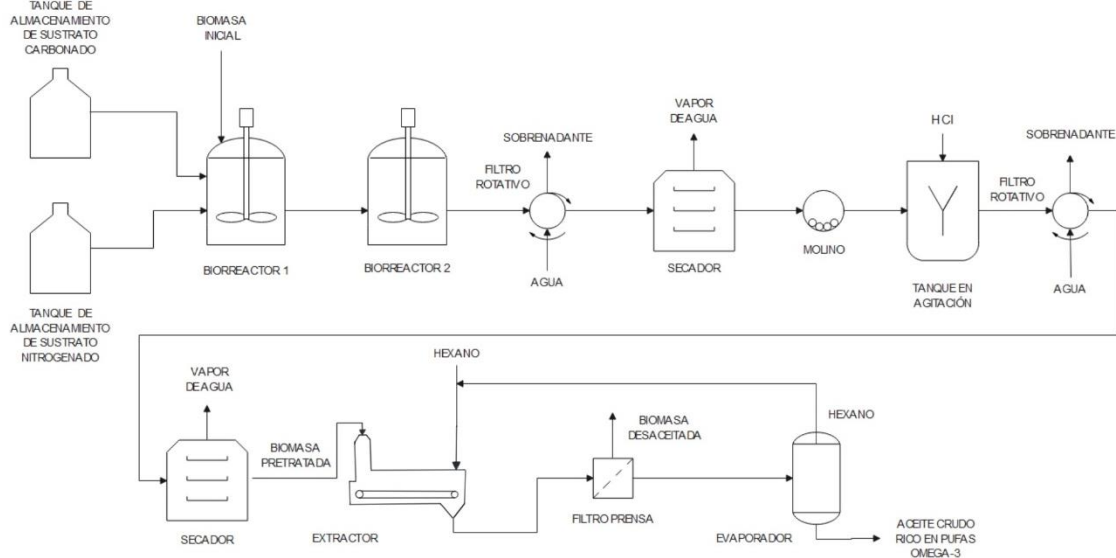 TANQUE DE
ALMACENAMIENTO
DE SUSTRATO
CARBONADO
BIOMASA
INICIAL
VAPOR
DE AGUA
HCl
SOBRENADANTE
FILTRO
ROTATIVO
SOBRENADANTE
FILTRO
ROTATIVO
BIORREACTOR 1
BIORREACTOR 2
AGUA
SECADOR
MOLINO
TANQUE EN
AGITACIÓN
AGUA
TANQUE DE
ALMACENAMIENTO
DE SUSTRATO
NITROGENADO
VAPOR
DE AGUA
HEXANO
HEXANO
BIOMASA
PRETRATADA
BIOMASA
DESACEITADA
SECADOR
EXTRACTOR
FILTRO PRENSA
EVAPORADOR
ACEITE CRUDO
RICO EN PUFAS
OMEGA-3